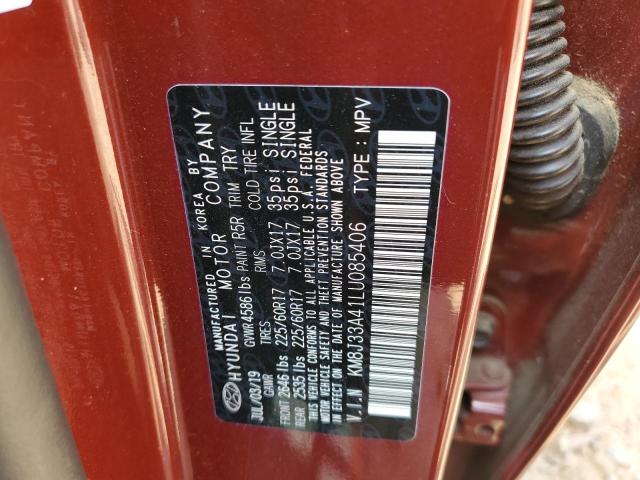 MANUFACTURED IN KOREA BY
HYUNDAI MOTOR COMPANY
JUL/03/19 GVWR 4586 lbs PAINT R5R TRIM TRY
GAWR TIRES RIMS COLD TIRE INFL
FRONT 2646 lbs 225/60R17 7.0JX17 35psi SINGLE
REAR 2535 lbs 225/60R17 7.0JX17 35psi SINGLE
THIS VEHICLE CONFORMS TO ALL APPLICABLE U.S.A. FEDERAL
MOTOR VEHICLE SAFETY AND THEFT PREVENTION STANDARDS
IN EFFECT ON THE DATE OF MANUFACTURE SHOWN ABOVE
V.I.N KM8J33A41LU085406 TYPE : MPV